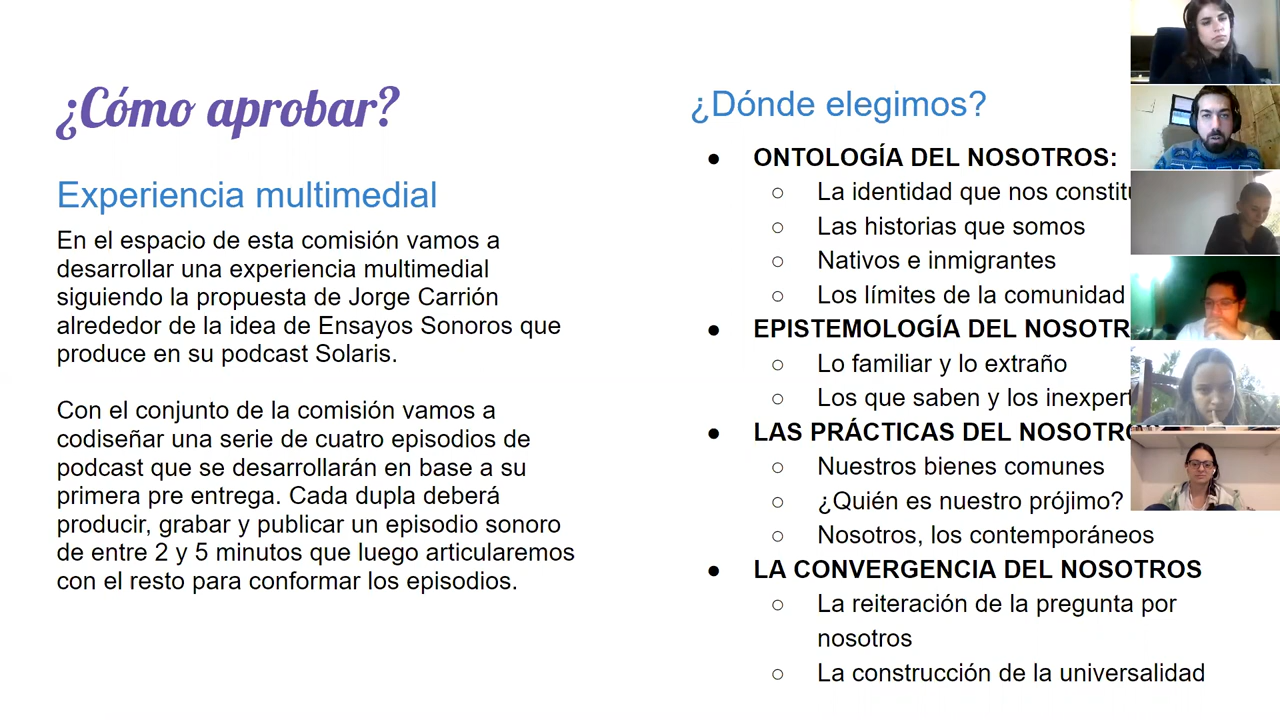 ¿Cómo aprobar?
Experiencia multimedial
En el espacio de esta comisión vamos a
desarrollar una experiencia multimedial
siguiendo la propuesta de Jorge Carrión
alrededor de la idea de Ensayos Sonoros que
produce en su podcast Solaris.
Con el conjunto de la comisión vamos a
codiseñar una serie de cuatro episodios de
podcast que se desarrollarán en base a su
primera pre entrega. Cada dupla deberá
producir, grabar y publicar un episodio sonoro
de entre 2 y 5 minutos que luego articularemos
con el resto para conformar los episodios.
¿Dónde elegimos?
ONTOLOGÍA DEL NOSOTROS:
La identidad que nos
Las historias que somos
Nativos e inmigrantes
Los límites de la comunidad
EPISTEMOLOGÍA DEL
Lo familiar y lo extraño
Los que saben y los
LAS PRÁCTICAS DEL
Nuestros bienes comunes
¿Quién es nuestro prójimo?
Nosotros, los contemporáneos
LA CONVERGENCIA DEL NOSOTROS
La reiteración de la pregunta por
nosotros
La construcción de la universalidad